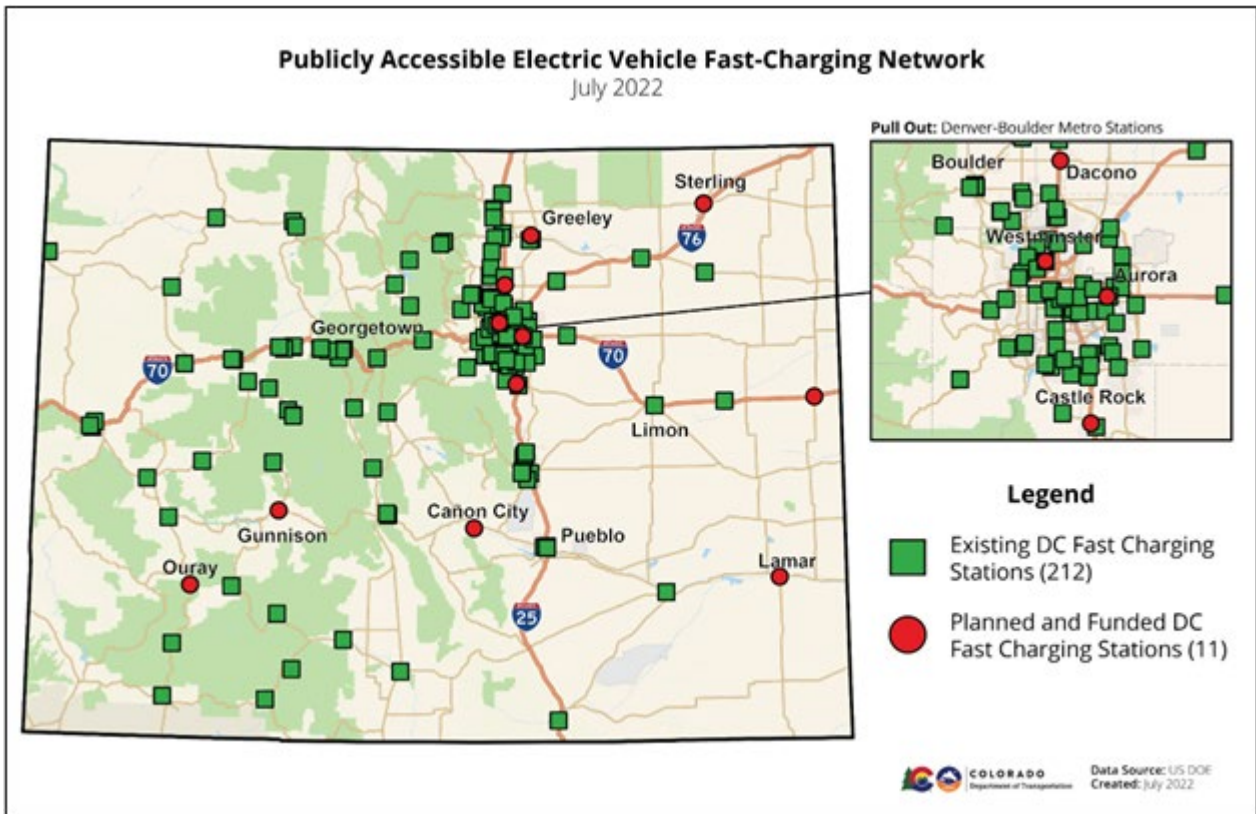 Publicly Accessible Electric Vehicle Fast-Charging Network
July 2022
Pull Out: Denver-Boulder Metro Stations
Boulder
Dacono
Westminster
Aurora
Castle Rock
Sterling
Greeley
76
Georgetown
70
70
Limon
Gunnison
Cañon City
Pueblo
Ouray
Lamar
25
Legend
Existing DC Fast Charging
Stations (212)
Planned and Funded DC
Fast Charging Stations (11)
COLORADO
Department of Transportation
Data Source: US DOE
Created: July 2022